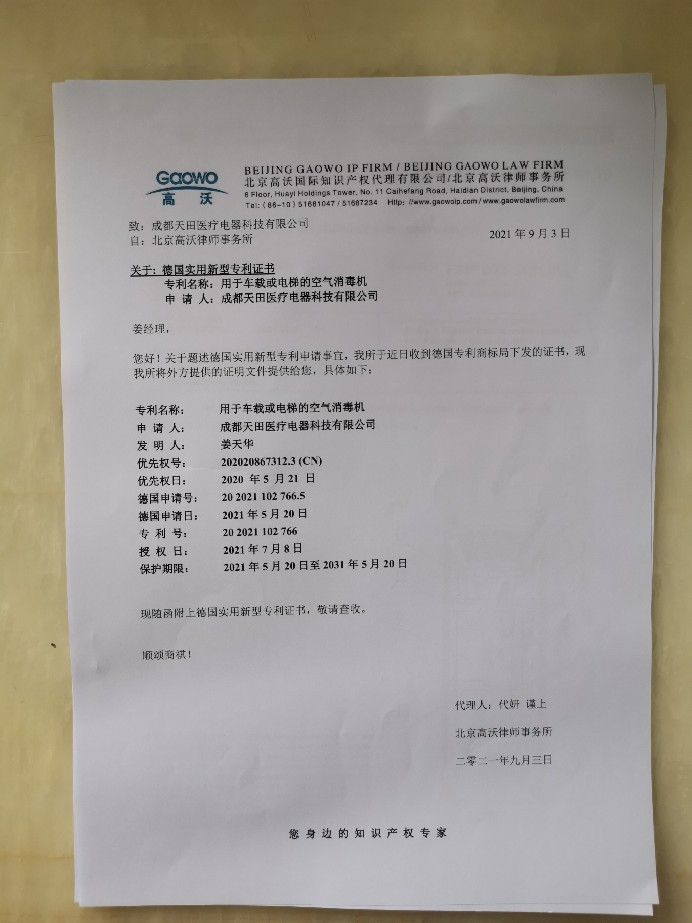 GAOWO
高沃
BEIJING GAOWO IP FIRM / BEIJING GAOWO LAW FIRM
北京高沃国际知识产权代理有限公司/北京高沃律师事务所
6 Floor, Huayi Holdings Tower, No. 11 Caihefang Road, Haidian District, Beijing, China
Tel: (86-10) 51661047 / 51667234 Http: //www.gaowoip.com / www.gaowolawfirm.com
致：成都天田医疗电器科技有限公司
自：北京高沃律师事务所
2021 年 9 月 3 日
关于：德国实用新型专利证书
专利名称：用于车载或电梯的空气消毒机
申 请 人：成都天田医疗电器科技有限公司
姜经理，
您好！关于题述德国实用新型专利申请事宜，我所于近日收到德国专利商标局下发的证书，现
我所将外方提供的证明文件提供给您，具体如下：
专利名称： 用于车载或电梯的空气消毒机
申 请 人： 成都天田医疗电器科技有限公司
发 明 人： 姜天华
优先权号： 202020867312.3 (CN)
优先权日： 2020 年 5 月 21 日
德国申请号： 20 2021 102 766.5
德国申请日： 2021 年 5 月 20 日
专 利 号： 20 2021 102 766
授 权 日： 2021 年 7 月 8 日
保护期限： 2021 年 5 月 20 日至 2031 年 5 月 20 日
现随函附上德国实用新型专利证书，敬请查收。
顺颂商祺！
代理人：代妍 谨上
北京高沃律师事务所
二零二一年九月三日
您身边的知识产权专家